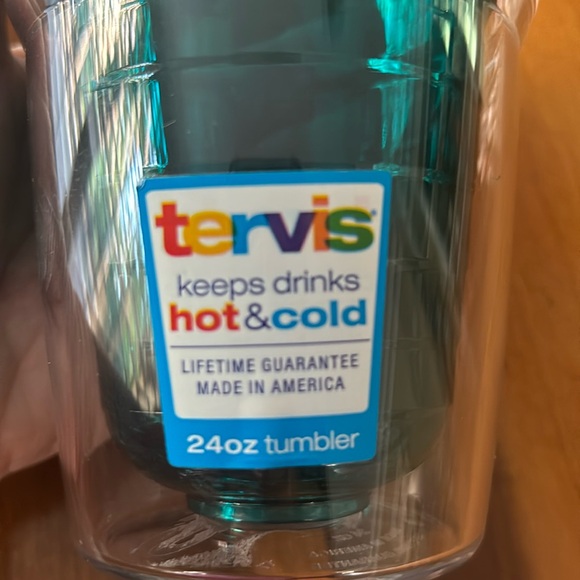 tervis
keeps drinks
hot&cold
LIFETIME GUARANTEE
MADE IN AMERICA
24oz tumbler